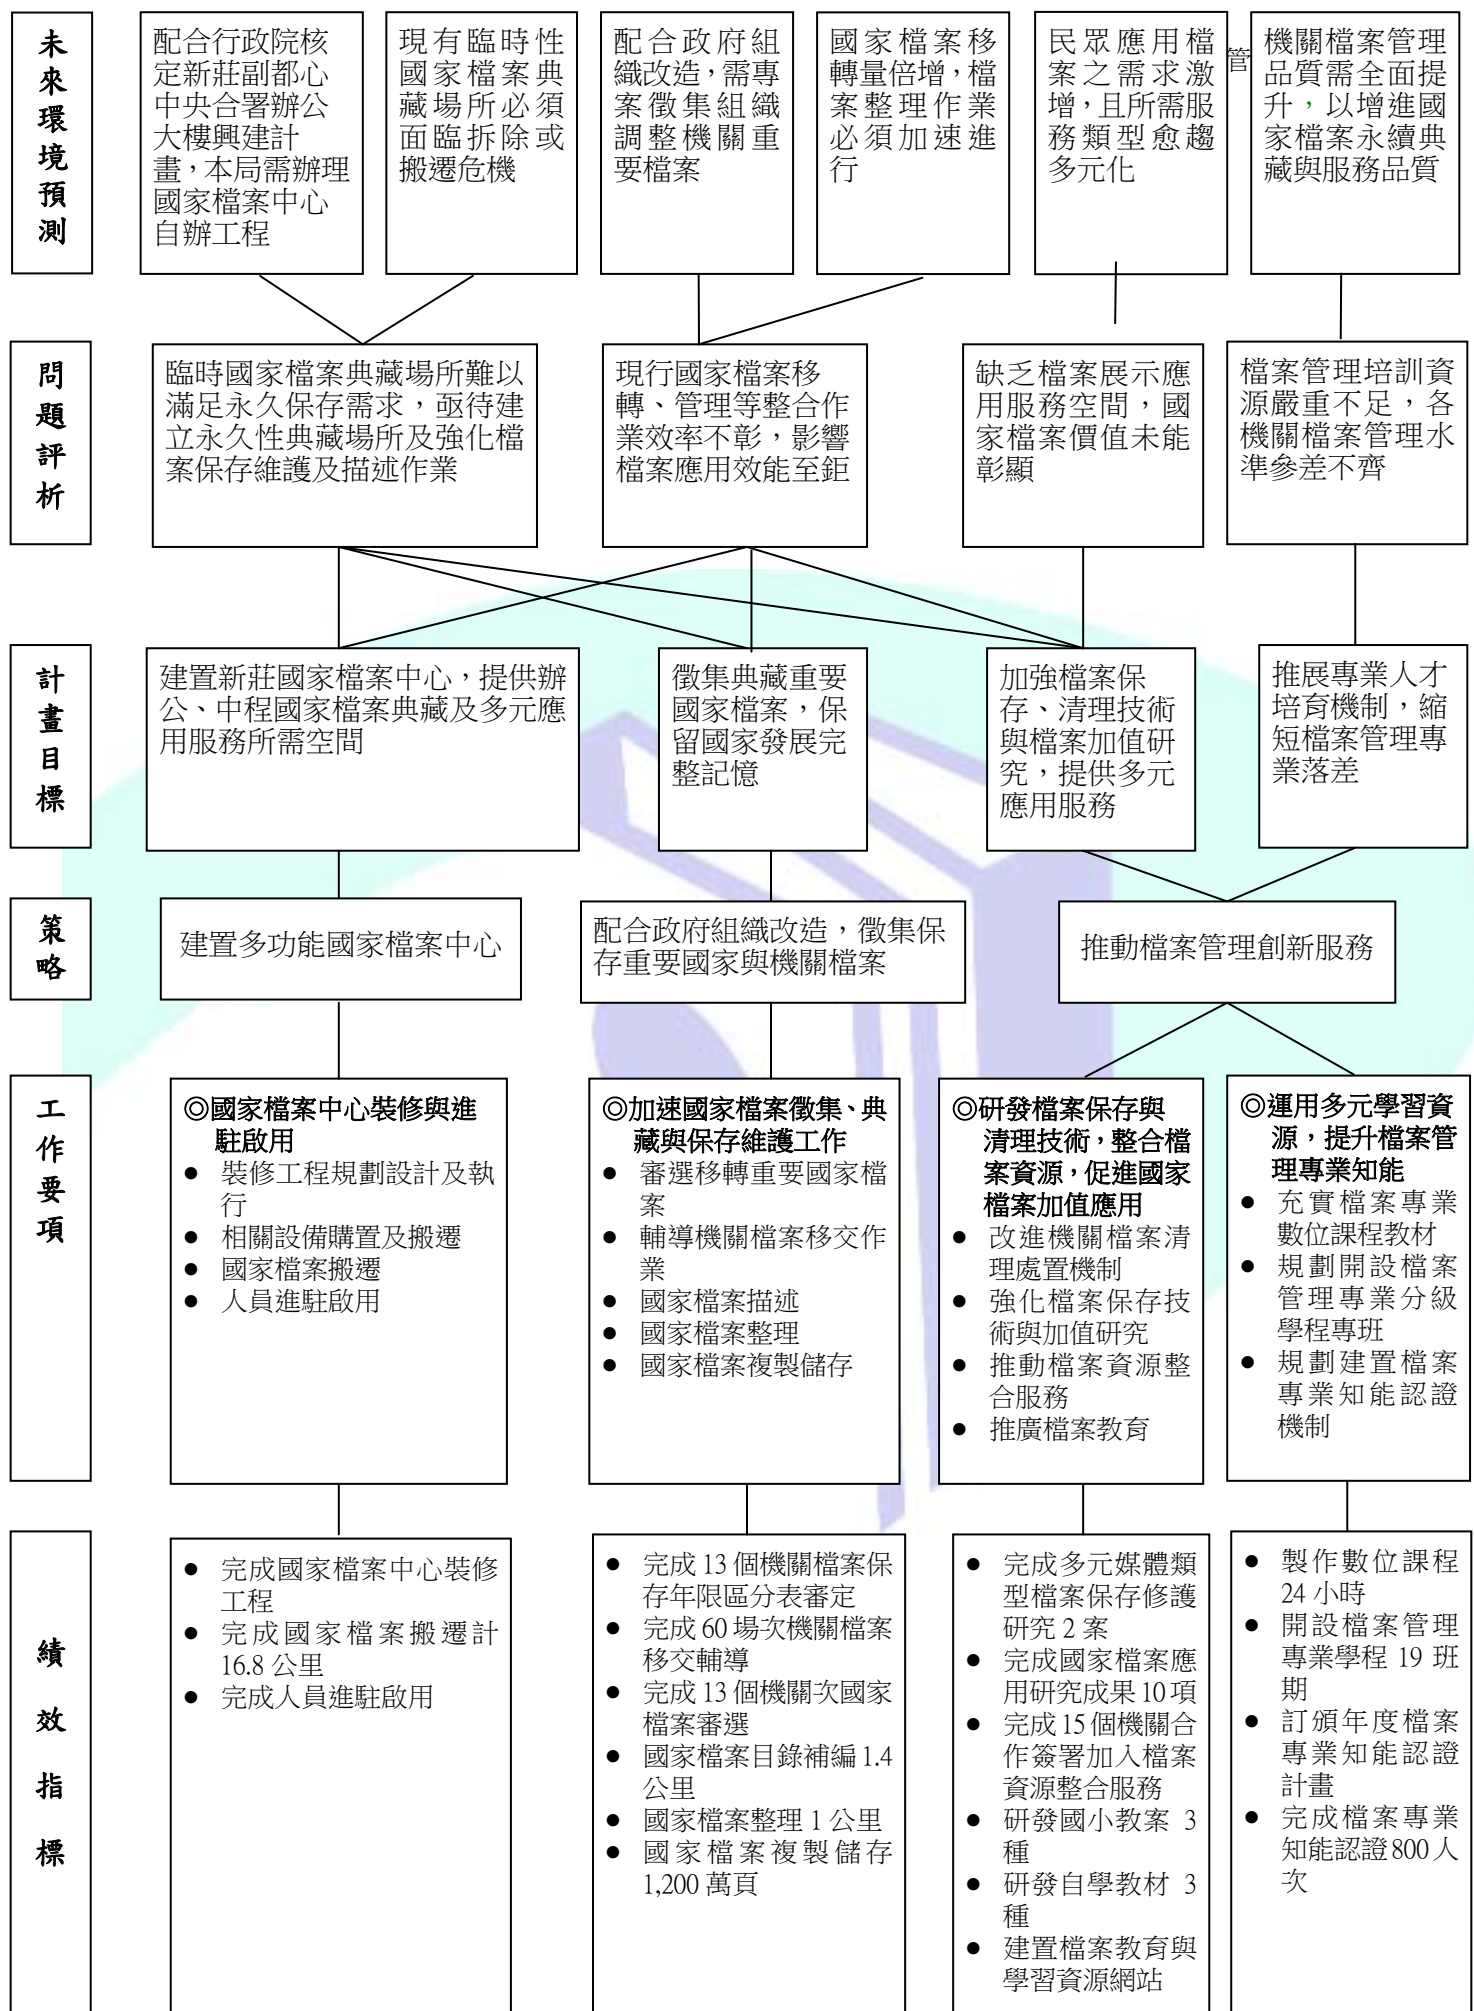 未來環境預測
配合行政院核
定新莊副都心
中央合署辦公
大樓興建計
畫，本局需辦理
國家檔案中心
自辦工程
現有臨時性
國家檔案典
藏場所必須
面臨拆除或
搬遷危機
配合政府組
織改造，需專
案徵集組織
調整機關重
要檔案
國家檔案移
轉量倍增，檔
案整理作業
必須加速進
行
民眾應用檔
案之需求激
增，且所需服
務類型愈趨
多元化
管
機關檔案管理
品質需全面提
升，以增進國
家檔案永續典
藏與服務品質
問題評析
臨時國家檔案典藏場所難以
滿足永久保存需求，亟待建
立永久性典藏場所及強化檔
案保存維護及描述作業
現行國家檔案移
轉、管理等整合作
業效率不彰，影響
檔案應用效能至鉅
缺乏檔案展示應
用服務空間，國
家檔案價值未能
彰顯
檔案管理培訓資
源嚴重不足，各
機關檔案管理水
準參差不齊
計畫目標
建置新莊國家檔案中心，提供辦
公、中程國家檔案典藏及多元應
用服務所需空間
徵集典藏重要
國家檔案，保
留國家發展完
整記憶
加強檔案保
存、清理技術
與檔案加值研
究，提供多元
應用服務
推展專業人才
培育機制，縮
短檔案管理專
業落差
策略
建置多功能國家檔案中心
配合政府組織改造，徵集保
存重要國家與機關檔案
推動檔案管理創新服務
工作要項
◎國家檔案中心裝修與進
駐啟用
● 裝修工程規劃設計及執
行
● 相關設備購置及搬遷
● 國家檔案搬遷
● 人員進駐啟用
◎加速國家檔案徵集、典
藏與保存維護工作
● 審選移轉重要國家檔
案
● 輔導機關檔案移交作
業
● 國家檔案描述
● 國家檔案整理
● 國家檔案複製儲存
◎研發檔案保存與
清理技術，整合檔
案資源，促進國家
檔案加值應用
● 改進機關檔案清
理處置機制
● 強化檔案保存技
術與加值研究
● 推動檔案資源整
合服務
● 推廣檔案教育
◎運用多元學習資
源，提升檔案管
理專業知能
● 充實檔案專業
數位課程教材
● 規劃開設檔案
管理專業分級
學程專班
● 規劃建置檔案
專業知能認證
機制
績效指標
● 完成國家檔案中心裝修
工程
● 完成國家檔案搬遷計
16.8 公里
● 完成人員進駐啟用
● 完成 13 個機關檔案保
存年限區分表審定
● 完成 60 場次機關檔案
移交輔導
● 完成 13 個機關次國家
檔案審選
● 國家檔案目錄補編 1.4
公里
● 國家檔案整理 1 公里
● 國家檔案複製儲存
1,200 萬頁
● 完成多元媒體類
型檔案保存修護
研究 2 案
● 完成國家檔案應
用研究成果 10 項
● 完成 15 個機關合
作簽署加入檔案
資源整合服務
● 研發國小教案 3
種
● 研發自學教材 3
種
● 建置檔案教育與
學習資源網站
● 製作數位課程
24 小時
● 開設檔案管理
專業學程 19 班
期
● 訂頒年度檔案
專業知能認證
計畫
● 完成檔案專業
知能認證 800 人
次